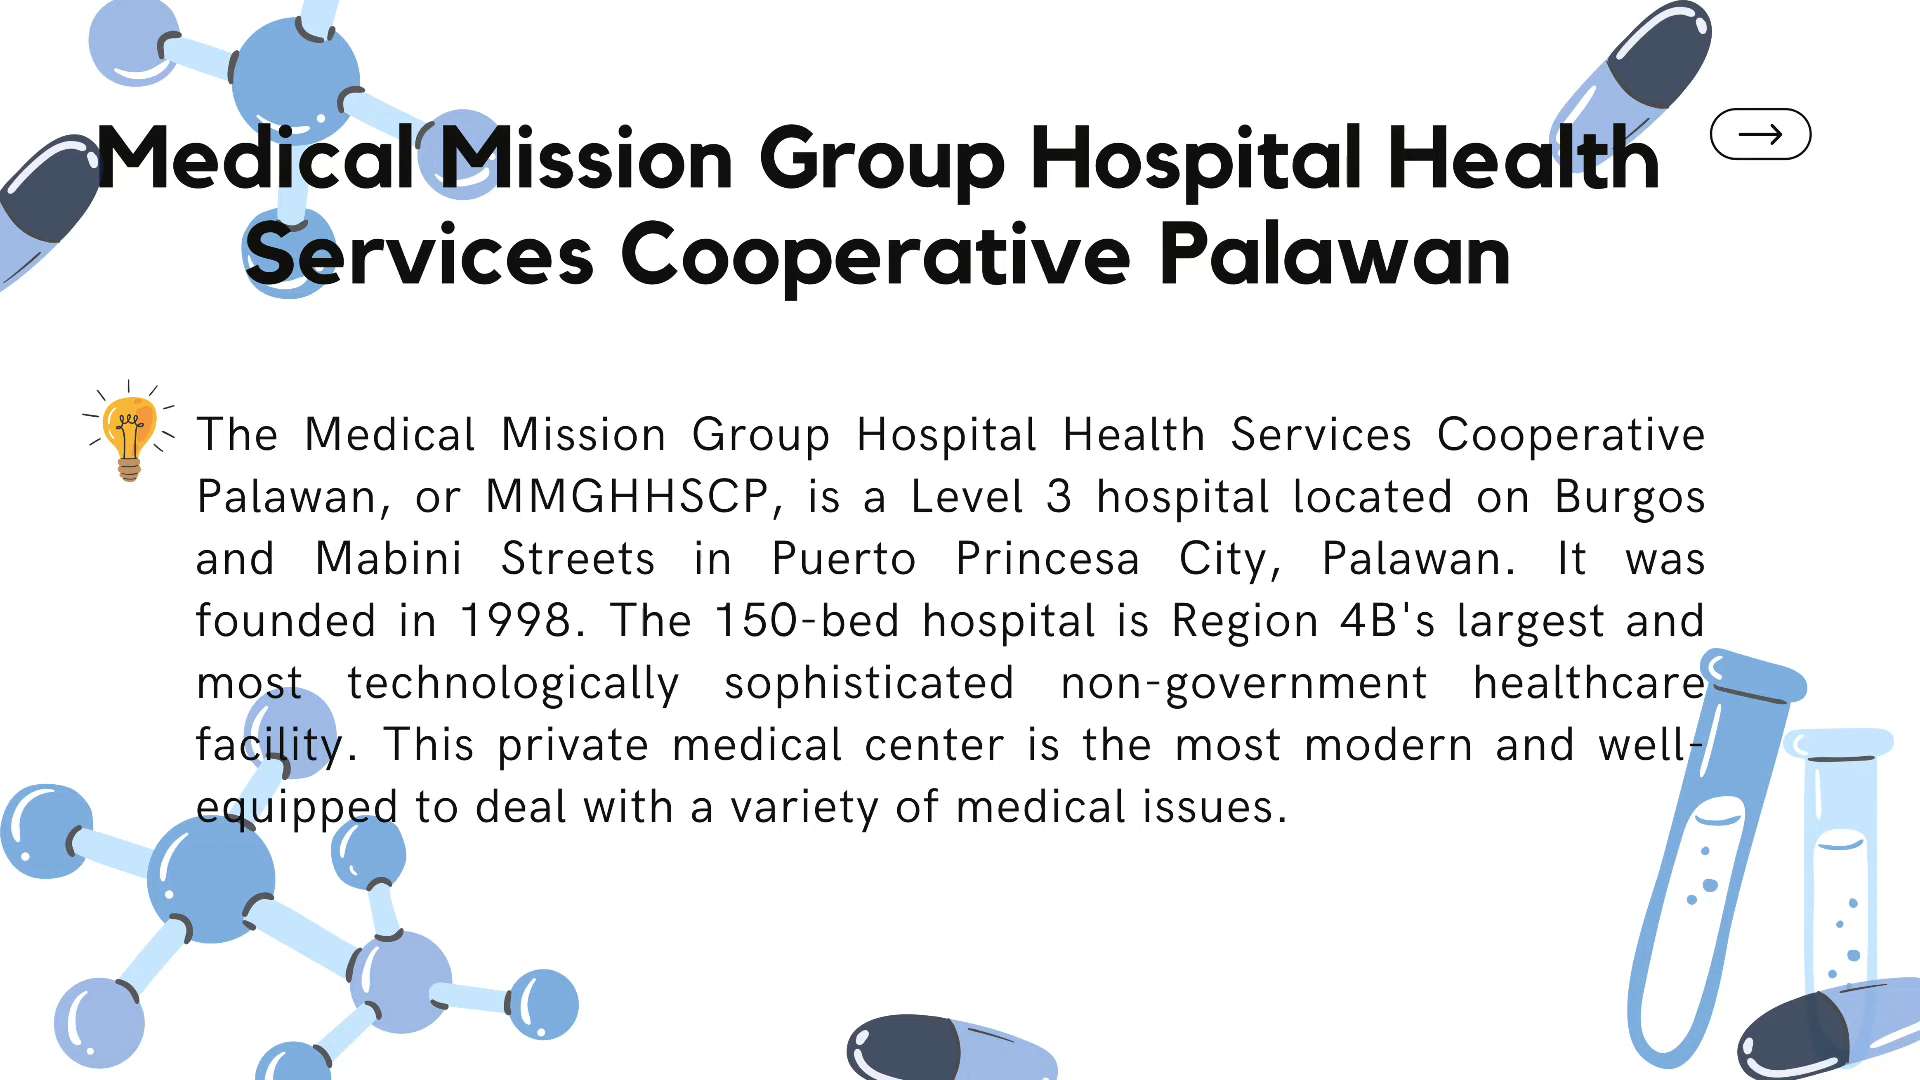 Medical Mission Group Hospital Health
Services Cooperative Palawan
The Medical Mission Group Hospital Health Services Cooperative
Palawan, or MMGHHSCP, is a Level 3 hospital located on Burgos
and Mabini Streets in Puerto Princesa City, Palawan. It was
founded in 1998. The 150-bed hospital is Region 4B's largest and
most technologically sophisticated non-government healthcare
facility. This private medical center is the most modern and well-
equipped to deal with a variety of medical issues.